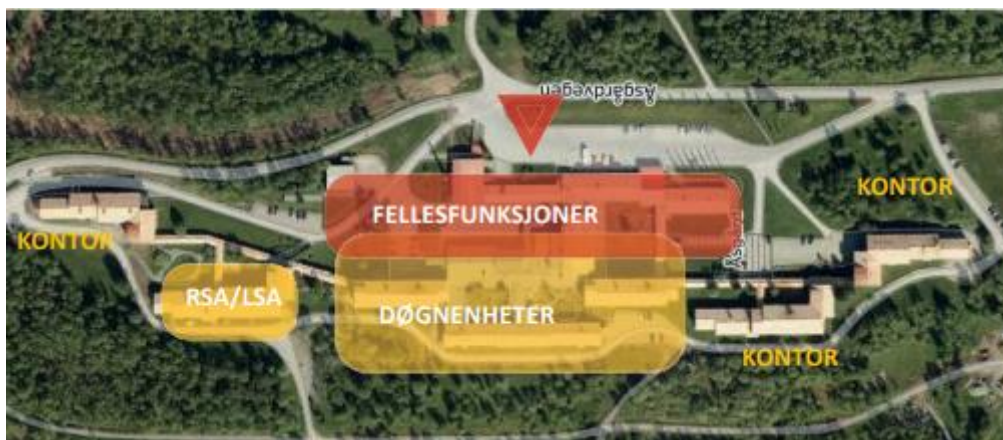 Åsgårdvegen
KONTOR
FELLESFUNKSJONER
KONTOR
RSA/LSA
DØGNENHETER
KONTOR